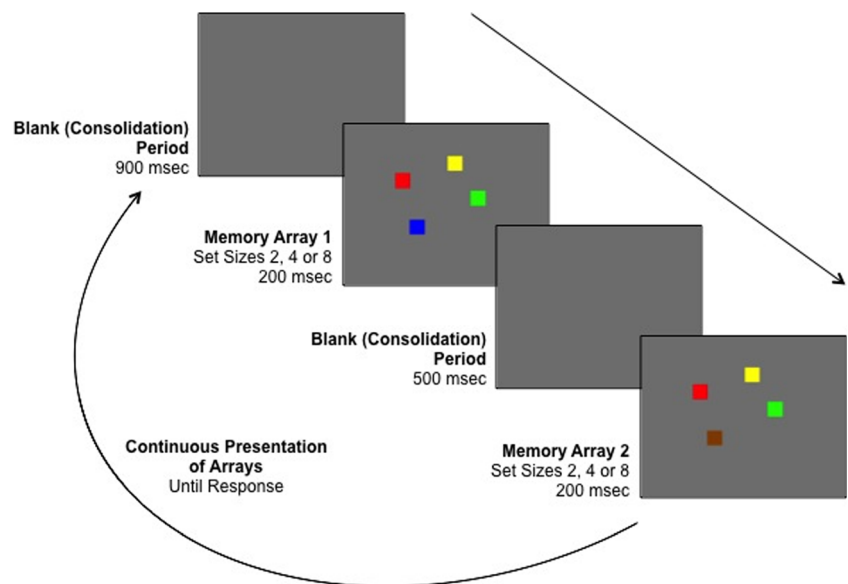 Blank (Consolidation)
Period
900 msec
Memory Array 1
Set Sizes 2, 4 or 8
200 msec
Blank (Consolidation)
Period
500 msec
Memory Array 2
Set Sizes 2, 4 or 8
200 msec
Continuous Presentation
of Arrays
Until Response